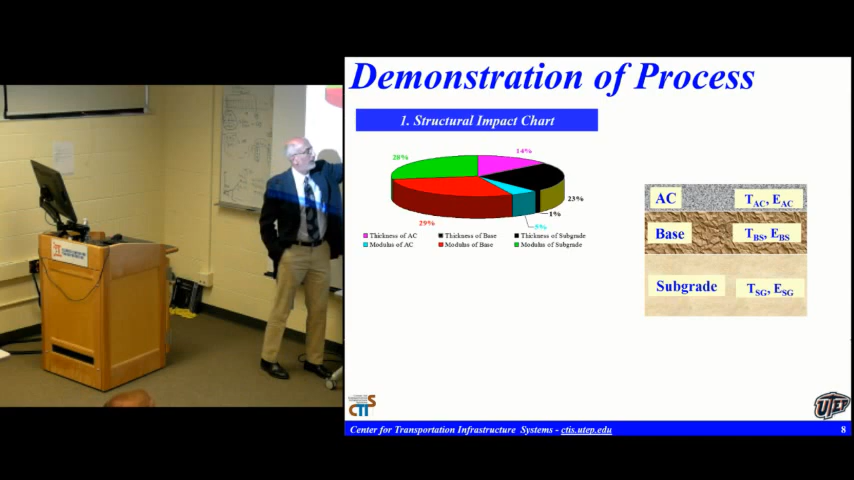 Demonstration of Process
1. Structural Impact Chart
28%
14%
23%
1%
5%
29%
Thickness of AC
Thickness of Base
Thickness of Subgrade
Modulus of AC
Modulus of Base
Modulus of Subgrade
AC
T_AC, E_AC
Base
T_BS, E_BS
Subgrade
T_SG, E_SG
CTIS
UTEP
Center for Transportation Infrastructure Systems - ctis.utep.edu
8